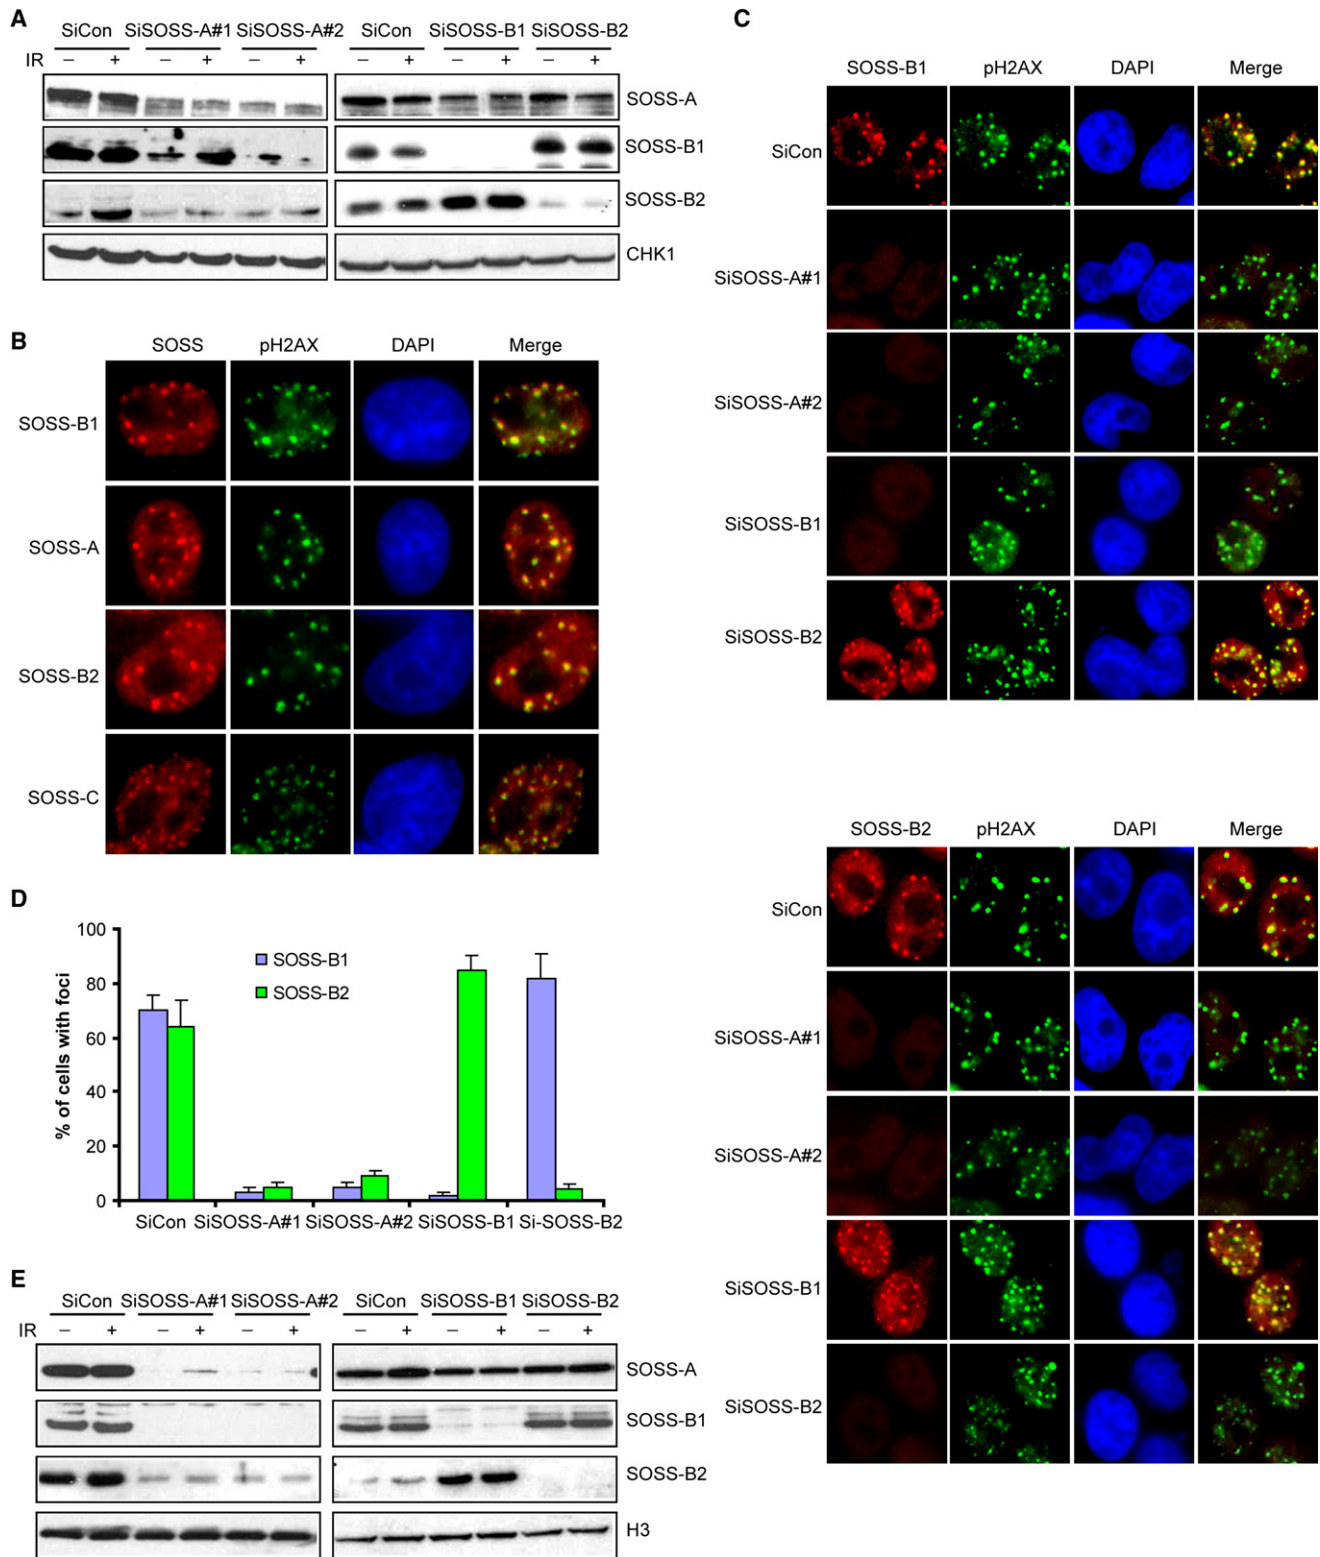 A
SiCon SiSOSS-A#1 SiSOSS-A#2 SiCon SiSOSS-B1 SiSOSS-B2
IR – + – + – + – + – + – +
SOSS-A
SOSS-B1
SOSS-B2
CHK1
B
SOSS pH2AX DAPI Merge
SOSS-B1
SOSS-A
SOSS-B2
SOSS-C
C
SOSS-B1 pH2AX DAPI Merge
SiCon
SiSOSS-A#1
SiSOSS-A#2
SiSOSS-B1
SiSOSS-B2
SOSS-B2 pH2AX DAPI Merge
SiCon
SiSOSS-A#1
SiSOSS-A#2
SiSOSS-B1
SiSOSS-B2
D
% of cells with foci
100
80
60
40
20
0
SOSS-B1
SOSS-B2
SiCon SiSOSS-A#1 SiSOSS-A#2 SiSOSS-B1 Si-SOSS-B2
E
SiCon SiSOSS-A#1 SiSOSS-A#2 SiCon SiSOSS-B1 SiSOSS-B2
IR – + – + – + – + – + – +
SOSS-A
SOSS-B1
SOSS-B2
H3